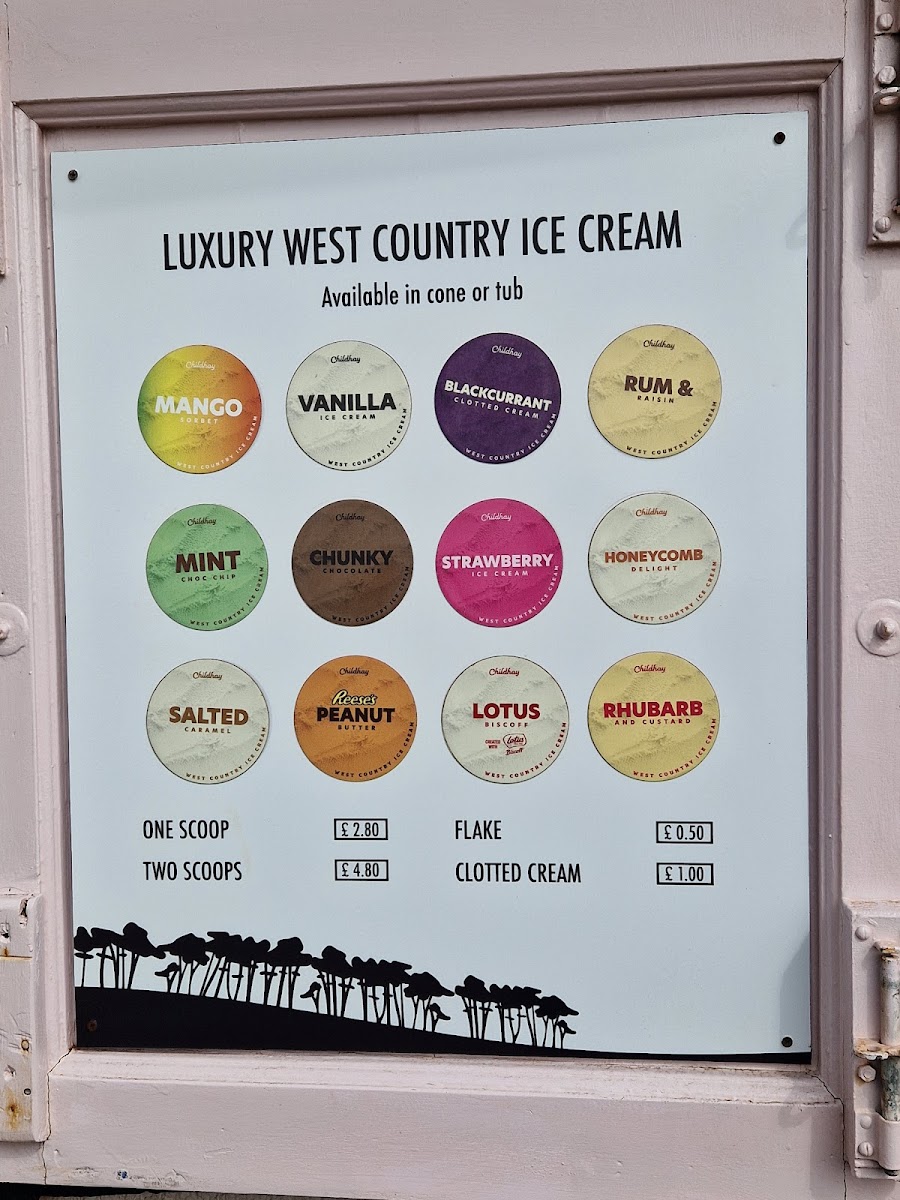 LUXURY WEST COUNTRY ICE CREAM
Available in cone or tub
Childhay
MANGO
SORBET
WEST COUNTRY ICE CREAM
Childhay
VANILLA
ICE CREAM
WEST COUNTRY ICE CREAM
Childhay
BLACKCURRANT
CLOTTED CREAM
WEST COUNTRY ICE CREAM
Childhay
RUM &
RAISIN
WEST COUNTRY ICE CREAM
Childhay
MINT
CHOC CHIP
WEST COUNTRY ICE CREAM
Childhay
CHUNKY
CHOCOLATE
WEST COUNTRY ICE CREAM
Childhay
STRAWBERRY
ICE CREAM
WEST COUNTRY ICE CREAM
Childhay
HONEYCOMB
DELIGHT
WEST COUNTRY ICE CREAM
Childhay
SALTED
CARAMEL
WEST COUNTRY ICE CREAM
Childhay
Reese's
PEANUT
BUTTER
WEST COUNTRY ICE CREAM
Childhay
LOTUS
BISCOFF
CREATED WITH
Lotus
Biscoff
WEST COUNTRY ICE CREAM
Childhay
RHUBARB
AND CUSTARD
WEST COUNTRY ICE CREAM
ONE SCOOP £ 2.80 FLAKE £ 0.50
TWO SCOOPS £ 4.80 CLOTTED CREAM £ 1.00